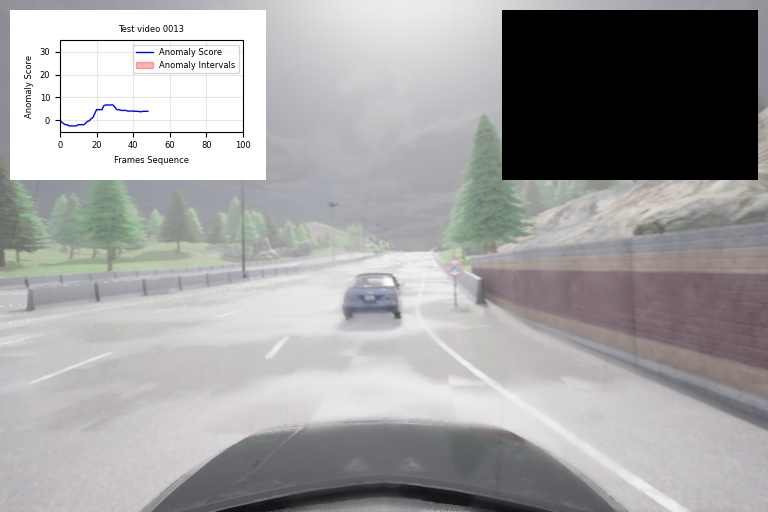 Test video 0013
Anomaly Score
30
20
10
0
Anomaly Score
Anomaly Intervals
0 20 40 60 80 100
Frames Sequence